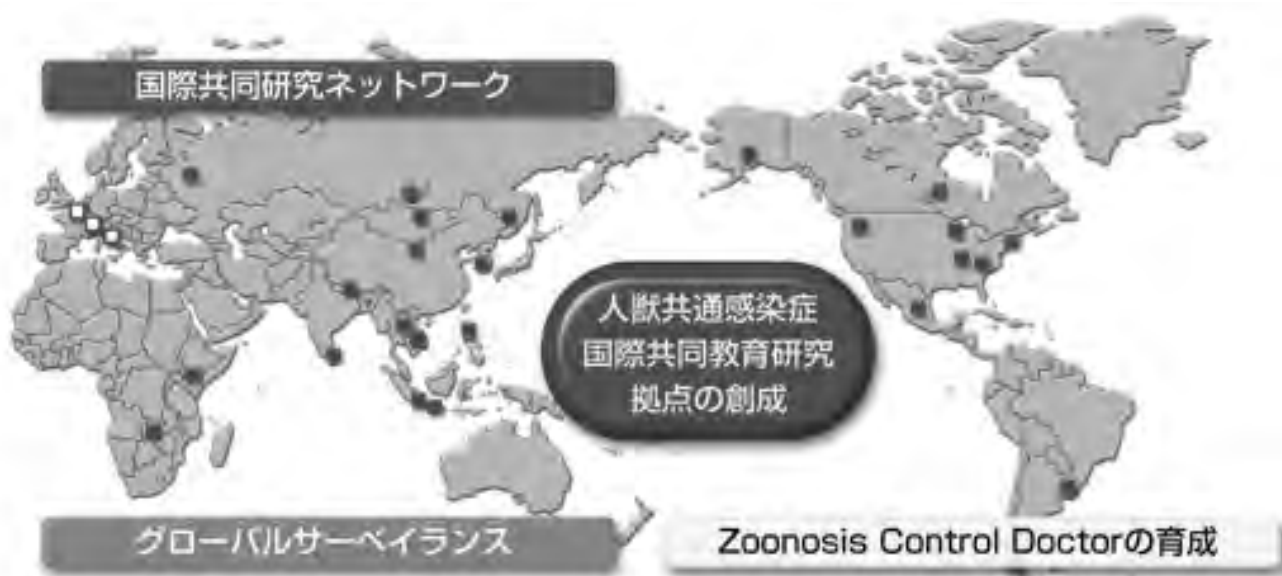 国際共同研究ネットワーク
人獣共通感染症
国際共同教育研究
拠点の創成
グローバルサーベイランス
Zoonosis Control Doctorの育成